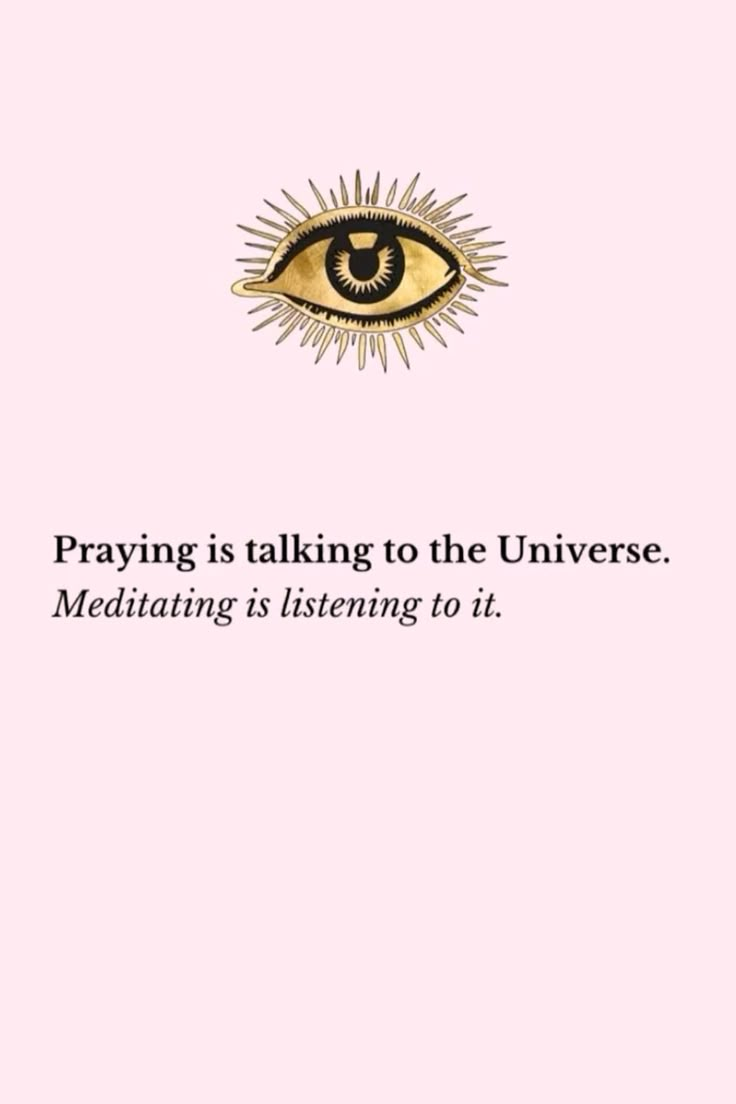 Praying is talking to the Universe.
Meditating is listening to it.